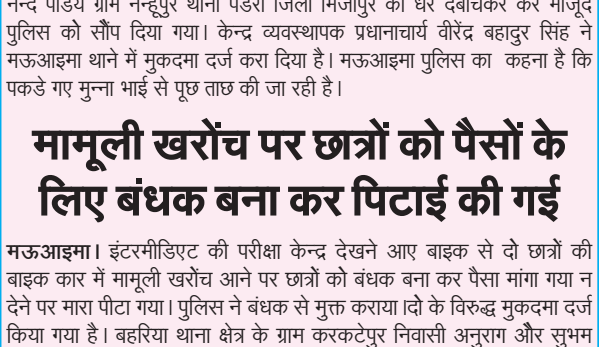 नन्द पांडेय ग्राम नन्हूपुर थाना पडरी जिला मिर्जापुर को धर दबोचकर कर मौजूद
पुलिस को सौंप दिया गया। केन्द्र व्यवस्थापक प्रधानाचार्य वीरेंद्र बहादुर सिंह ने
मऊआइमा थाने में मुकदमा दर्ज करा दिया है। मऊआइमा पुलिस का कहना है कि
पकडे गए मुन्ना भाई से पूछ ताछ की जा रही है।
मामूली खरोंच पर छात्रों को पैसों के
लिए बंधक बना कर पिटाई की गई
मऊआइमा। इंटरमीडिएट की परीक्षा केन्द्र देखने आए बाइक से दो छात्रों की
बाइक कार में मामूली खरोंच आने पर छात्रों को बंधक बना कर पैसा मांगा गया न
देने पर मारा पीटा गया। पुलिस ने बंधक से मुक्त कराया।दो के विरुद्ध मुकदमा दर्ज
किया गया है। बहरिया थाना क्षेत्र के ग्राम करकटेपुर निवासी अनुराग और सुभम